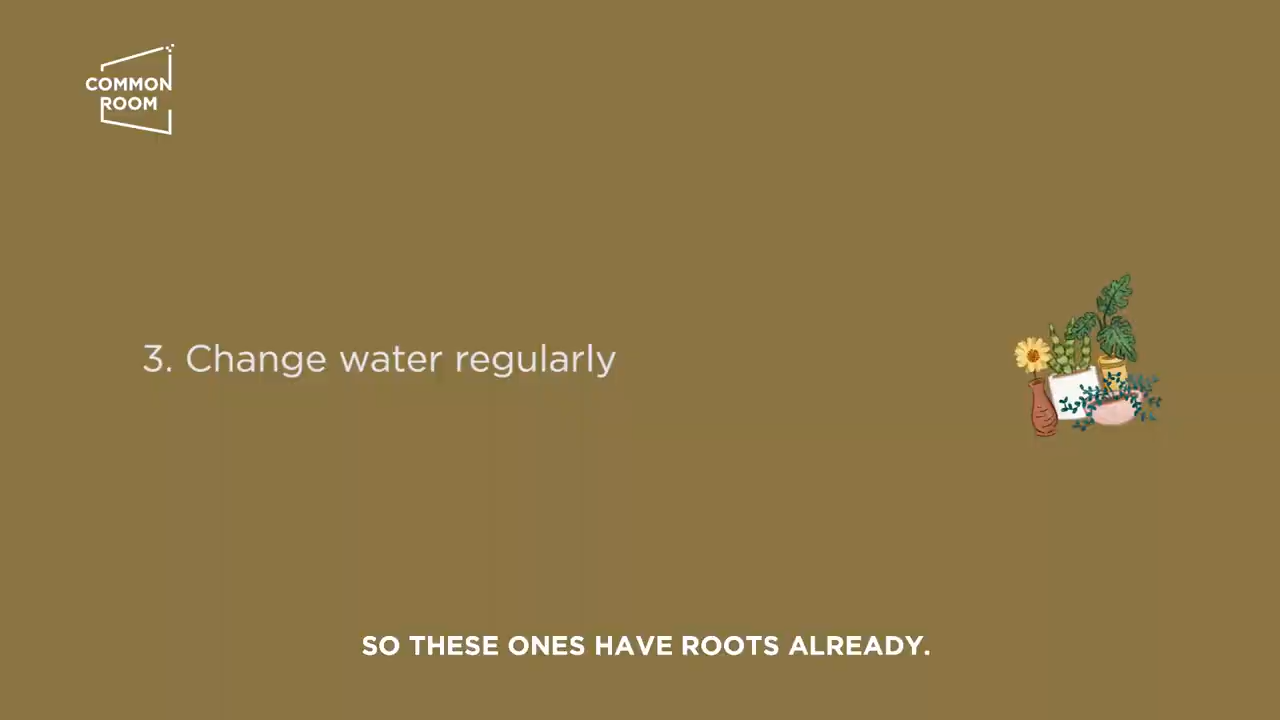 COMMON
ROOM
3. Change water regularly
SO THESE ONES HAVE ROOTS ALREADY.